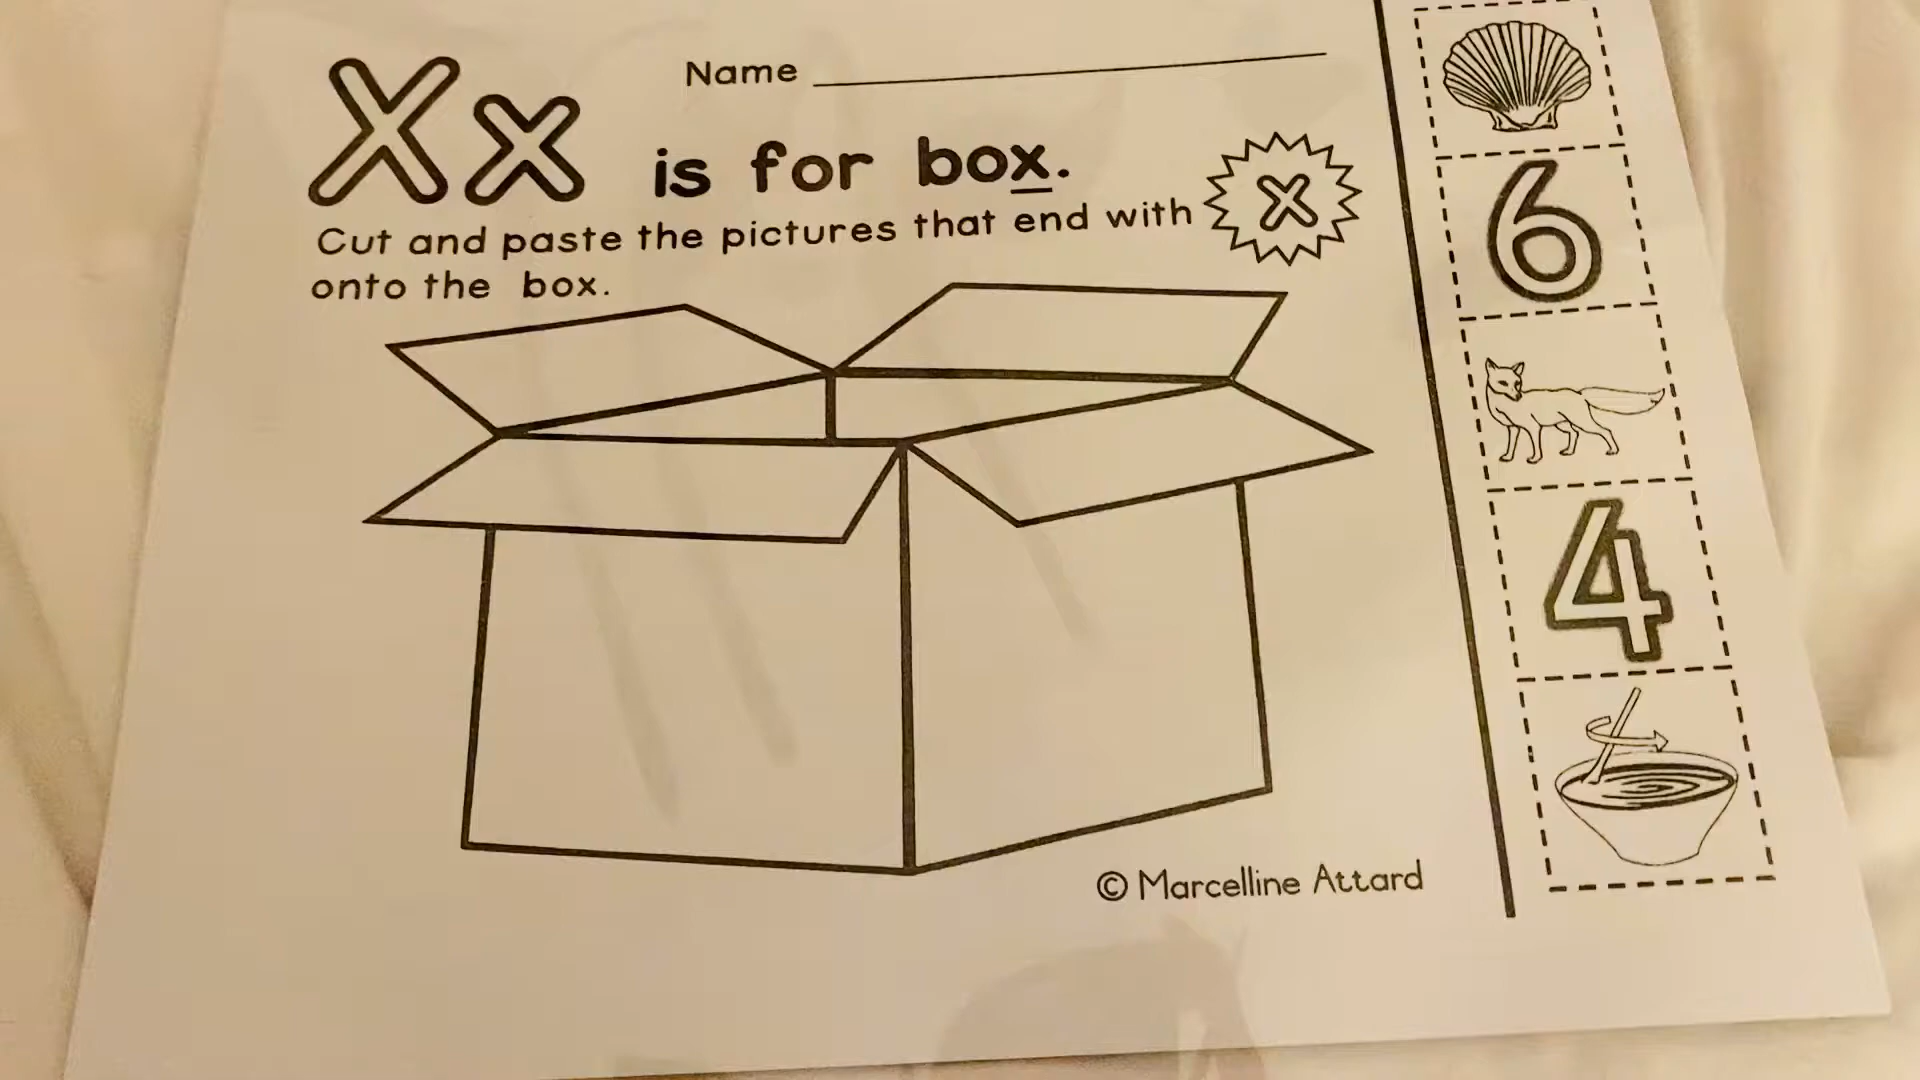 Name
Xx is for box.
Cut and paste the pictures that end with x
onto the box.
6
4
© Marcelline Attard